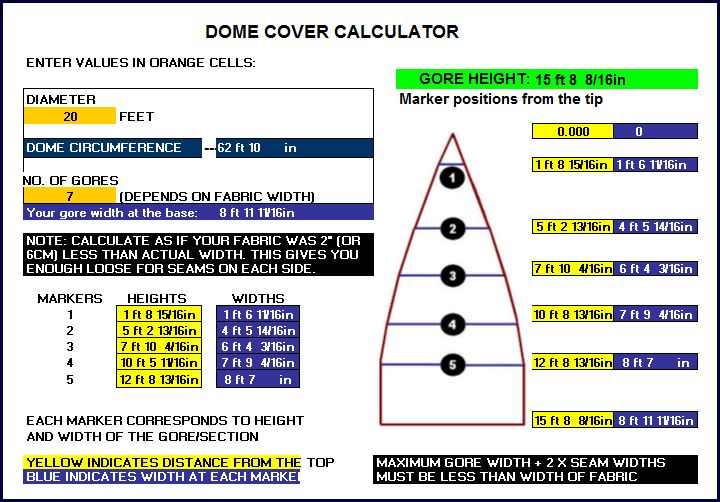 DOME COVER CALCULATOR
ENTER VALUES IN ORANGE CELLS:
DIAMETER
20 FEET
DOME CIRCUMFERENCE --- 62 ft 10 in
NO. OF GORES
7 (DEPENDS ON FABRIC WIDTH)
Your gore width at the base: 8 ft 11 11/16in
NOTE: CALCULATE AS IF YOUR FABRIC WAS 2" (OR
6CM) LESS THAN ACTUAL WIDTH. THIS GIVES YOU
ENOUGH LOOSE FOR SEAMS ON EACH SIDE.
MARKERS HEIGHTS WIDTHS
1 1 ft 8 15/16in 1 ft 6 11/16in
2 5 ft 2 13/16in 4 ft 5 14/16in
3 7 ft 10 4/16in 6 ft 4 3/16in
4 10 ft 5 11/16in 7 ft 9 4/16in
5 12 ft 8 13/16in 8 ft 7 in
EACH MARKER CORRESPONDS TO HEIGHT
AND WIDTH OF THE GORE/SECTION
YELLOW INDICATES DISTANCE FROM THE TOP
BLUE INDICATES WIDTH AT EACH MARKE
GORE HEIGHT: 15 ft 8 8/16in
Marker positions from the tip
0.000 0
1 1 ft 8 15/16in 1 ft 6 11/16in
2 5 ft 2 13/16in 4 ft 5 14/16in
3 7 ft 10 4/16in 6 ft 4 3/16in
4 10 ft 8 13/16in 7 ft 9 4/16in
5 12 ft 8 13/16in 8 ft 7 in
15 ft 8 8/16in 8 ft 11 11/16in
MAXIMUM GORE WIDTH + 2 X SEAM WIDTHS
MUST BE LESS THAN WIDTH OF FABRIC